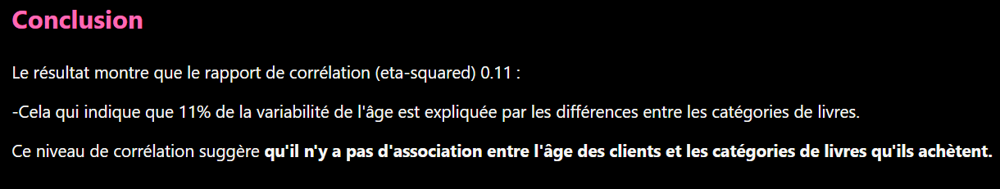 Conclusion
Le résultat montre que le rapport de corrélation (eta-squared) 0.11 :
-Cela qui indique que 11% de la variabilité de l'âge est expliquée par les différences entre les catégories de livres.
Ce niveau de corrélation suggère qu'il n'y a pas d'association entre l'âge des clients et les catégories de livres qu'ils achètent.